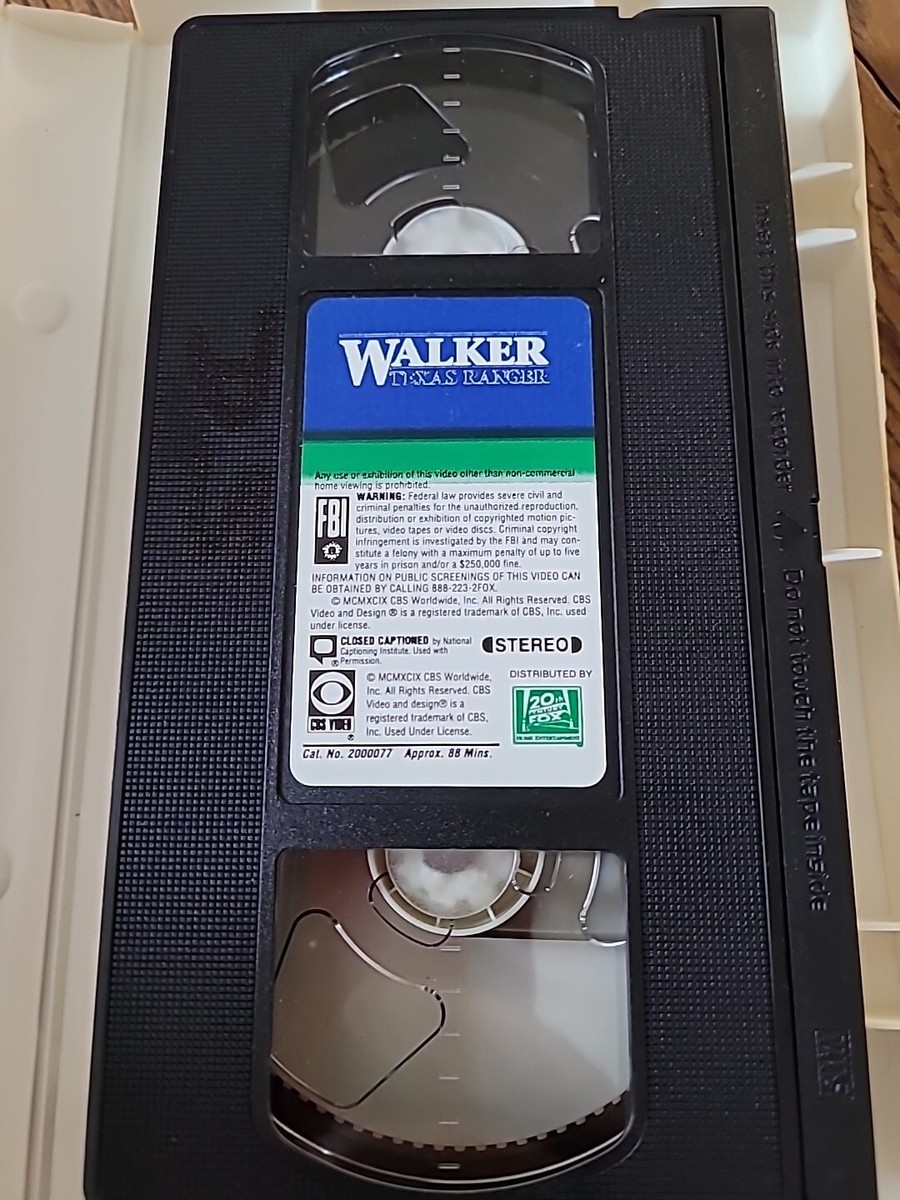 WALKER
TEXAS RANGER
Any use or exhibition of this video other than non-commercial
home viewing is prohibited.
FBI
WARNING: Federal law provides severe civil and
criminal penalties for the unauthorized reproduction,
distribution or exhibition of copyrighted motion pic-
tures, video tapes or video discs. Criminal copyright
infringement is investigated by the FBI and may con-
stitute a felony with a maximum penalty of up to five
years in prison and/or a $250,000 fine.
INFORMATION ON PUBLIC SCREENINGS OF THIS VIDEO CAN
BE OBTAINED BY CALLING 888-223-2FOX.
© MCMXCIX CBS Worldwide, Inc. All Rights Reserved. CBS
Video and Design ® is a registered trademark of CBS, Inc. used
under license.
CLOSED CAPTIONED by National
Captioning Institute. Used with
® Permission.
STEREO
CBS VIDEO ®
© MCMXCIX CBS Worldwide,
Inc. All Rights Reserved. CBS
Video and design® is a
registered trademark of CBS,
Inc. Used Under License.
DISTRIBUTED BY
20th
CENTURY
FOX
HOME ENTERTAINMENT
Cat. No. 2000077 Approx. 88 Mins.
Insert this side into recorder
Do not touch the tape inside
VHS